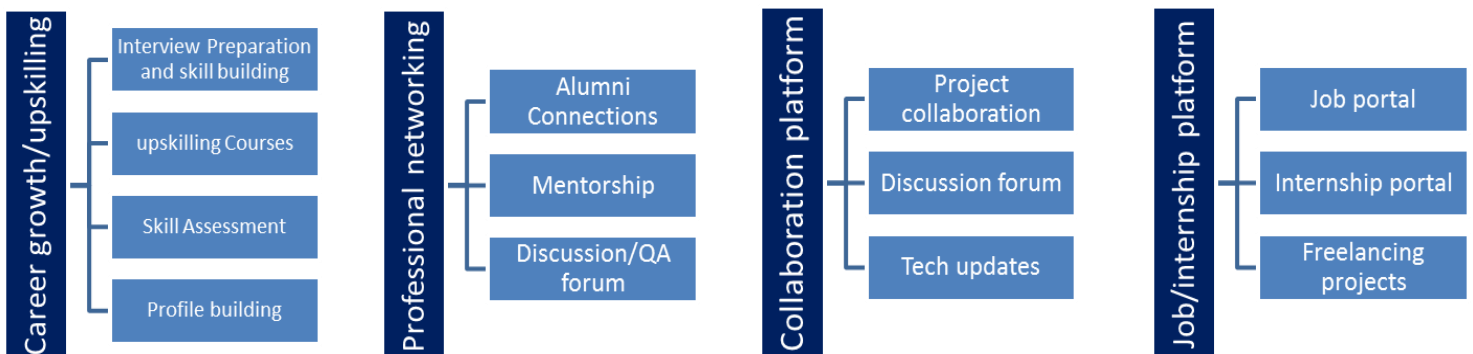 Career growth/upskilling
Interview Preparation
and skill building
upskilling Courses
Skill Assessment
Profile building
Professional networking
Alumni
Connections
Mentorship
Discussion/QA
forum
Collaboration platform
Project
collaboration
Discussion forum
Tech updates
Job/internship platform
Job portal
Internship portal
Freelancing
projects